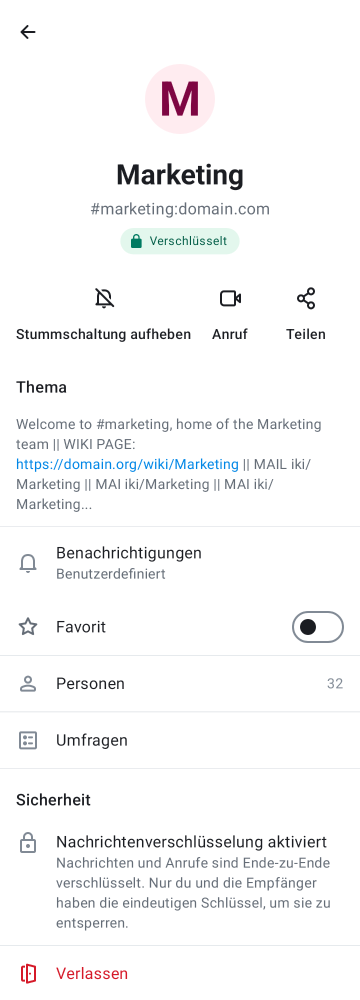 M
Marketing
#marketing:domain.com
Verschlüsselt
Stummschaltung aufheben Anruf Teilen
Thema
Welcome to #marketing, home of the Marketing
team || WIKI PAGE:
https://domain.org/wiki/Marketing || MAIL iki/
Marketing || MAI iki/Marketing || MAI iki/
Marketing...
Benachrichtigungen
Benutzerdefiniert
Favorit
Personen 32
Umfragen
Sicherheit
Nachrichtenverschlüsselung aktiviert
Nachrichten und Anrufe sind Ende-zu-Ende
verschlüsselt. Nur du und die Empfänger
haben die eindeutigen Schlüssel, um sie zu
entsperren.
Verlassen